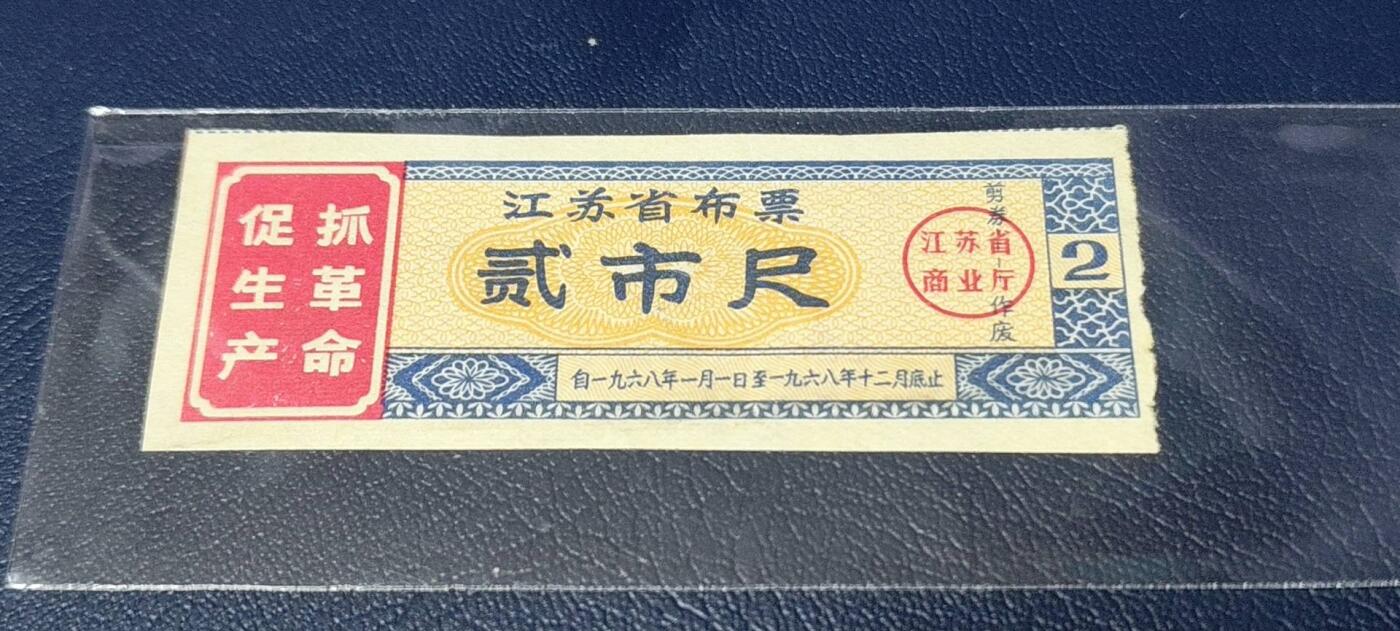 抓革命
促生产
江苏省布票
贰市尺
自一九六八年一月一日至一九六八年十二月底止
江苏省
商业厅
剪券
作废
2